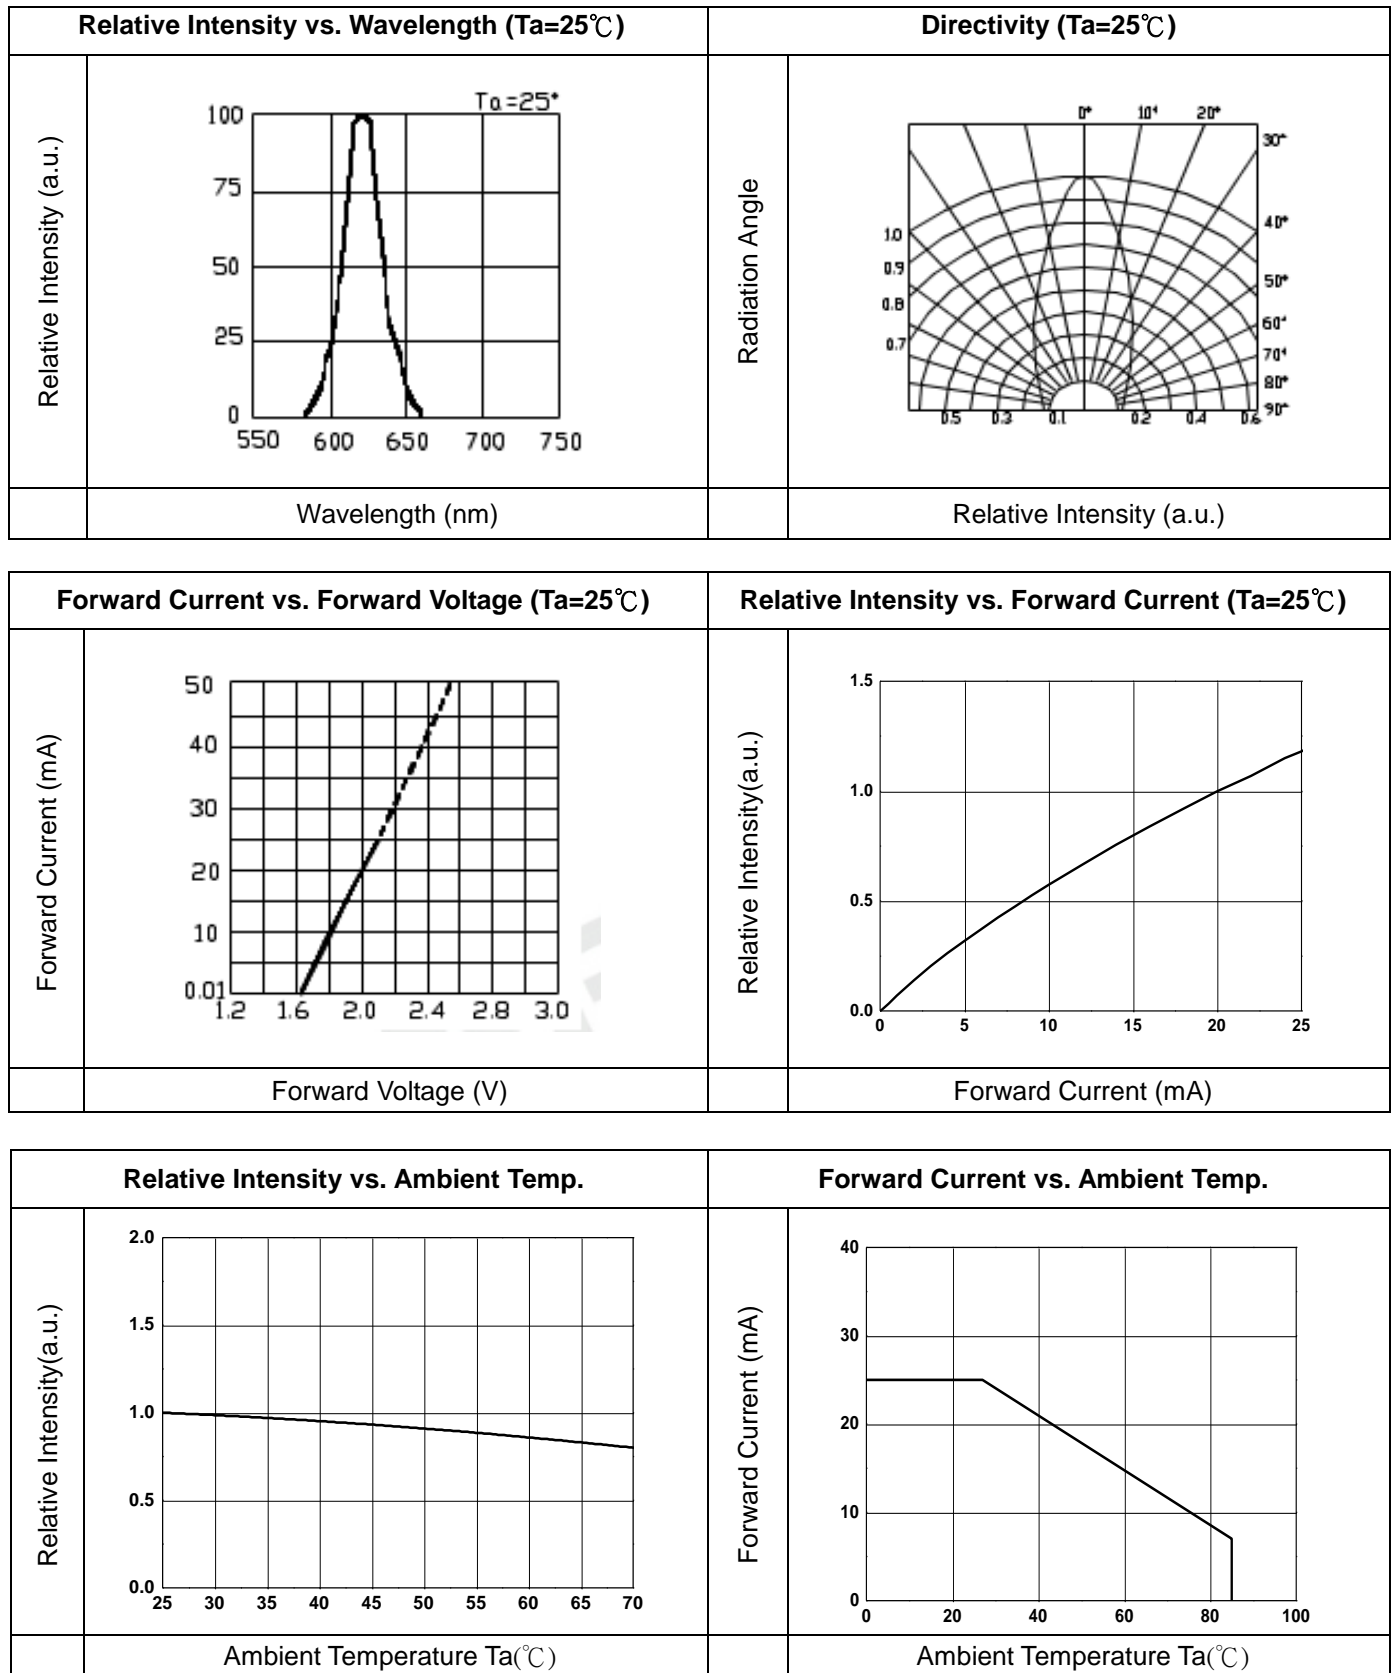 Relative Intensity vs. Wavelength (Ta=25℃)
Directivity (Ta=25℃)
Relative Intensity (a.u.)
Ta=25°
100
75
50
25
0
550 600 650 700 750
Wavelength (nm)
Radiation Angle
0° 10° 20°
30°
40°
50°
60°
70°
80°
90°
1.0
0.9
0.8
0.7
0.5 0.3 0.1 0.2 0.4 0.6
Relative Intensity (a.u.)
Forward Current vs. Forward Voltage (Ta=25℃)
Relative Intensity vs. Forward Current (Ta=25℃)
Forward Current (mA)
50
40
30
20
10
0.01
1.2 1.6 2.0 2.4 2.8 3.0
Forward Voltage (V)
Relative Intensity(a.u.)
1.5
1.0
0.5
0.0
0 5 10 15 20 25
Forward Current (mA)
Relative Intensity vs. Ambient Temp.
Forward Current vs. Ambient Temp.
Relative Intensity(a.u.)
2.0
1.5
1.0
0.5
0.0
25 30 35 40 45 50 55 60 65 70
Ambient Temperature Ta(℃)
Forward Current (mA)
40
30
20
10
0
0 20 40 60 80 100
Ambient Temperature Ta(℃)